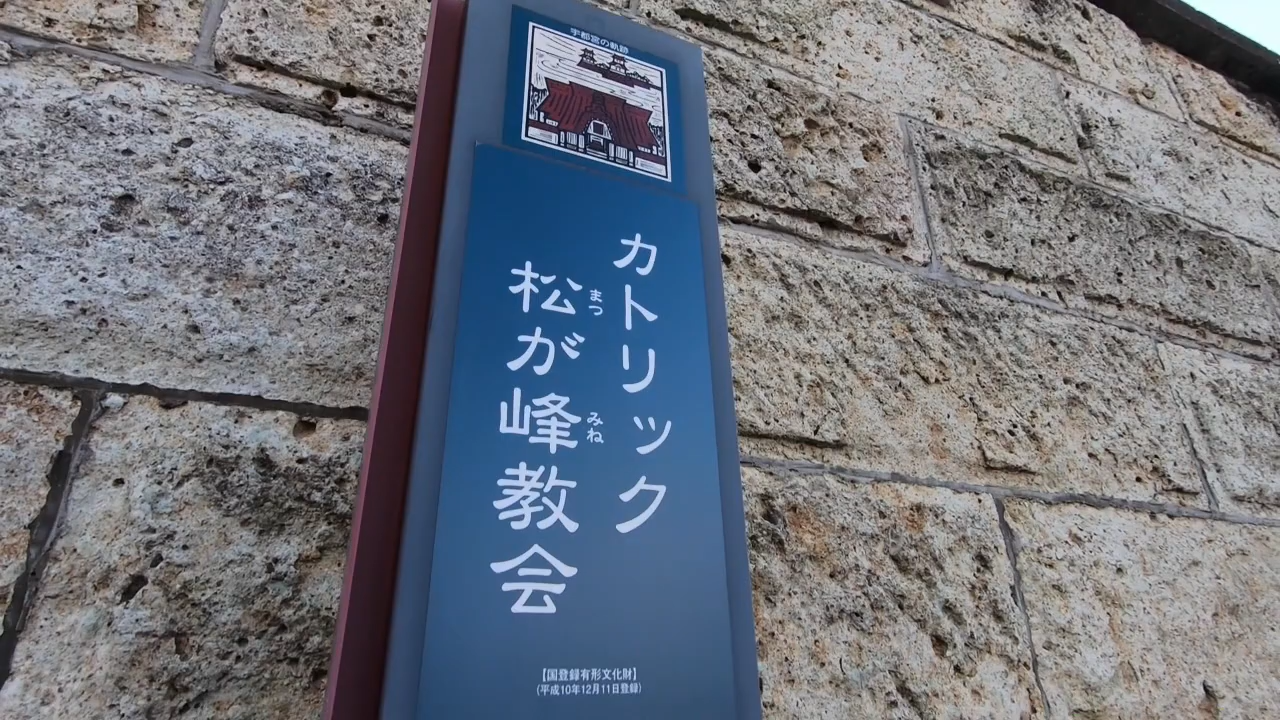 宇都宮の軌跡
カトリック
松が峰教会
まつ
みね
【国登録有形文化財】
(平成10年12月11日登録)